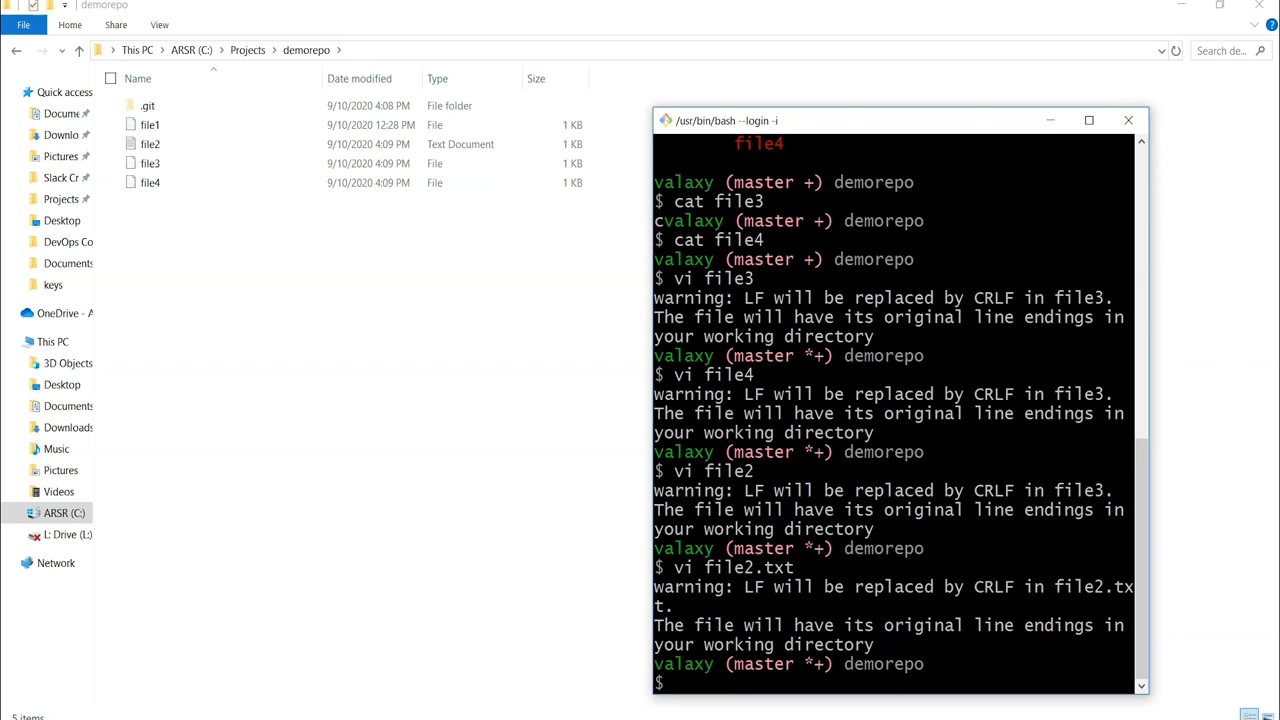 demorepo
File Home Share View
This PC ARSR (C:) Projects demorepo Search de...
Name Date modified Type Size
.git 9/10/2020 4:08 PM File folder
file1 9/10/2020 12:28 PM File 1 KB
file2 9/10/2020 4:09 PM Text Document 1 KB
file3 9/10/2020 4:09 PM File 1 KB
file4 9/10/2020 4:09 PM File 1 KB
Quick access
Docume
Downlo
Pictures
Slack Cr
Projects
Desktop
DevOps Co
Documents
keys
OneDrive - A
This PC
3D Objects
Desktop
Documents
Downloads
Music
Pictures
Videos
ARSR (C:)
L: Drive (L:)
Network
5 items
/usr/bin/bash --login -i
file4
valaxy (master +) demorepo
$ cat file3
cvalaxy (master +) demorepo
$ cat file4
valaxy (master +) demorepo
$ vi file3
warning: LF will be replaced by CRLF in file3.
The file will have its original line endings in
your working directory
valaxy (master *+) demorepo
$ vi file4
warning: LF will be replaced by CRLF in file3.
The file will have its original line endings in
your working directory
valaxy (master *+) demorepo
$ vi file2
warning: LF will be replaced by CRLF in file3.
The file will have its original line endings in
your working directory
valaxy (master *+) demorepo
$ vi file2.txt
warning: LF will be replaced by CRLF in file2.tx
t.
The file will have its original line endings in
your working directory
valaxy (master *+) demorepo
$